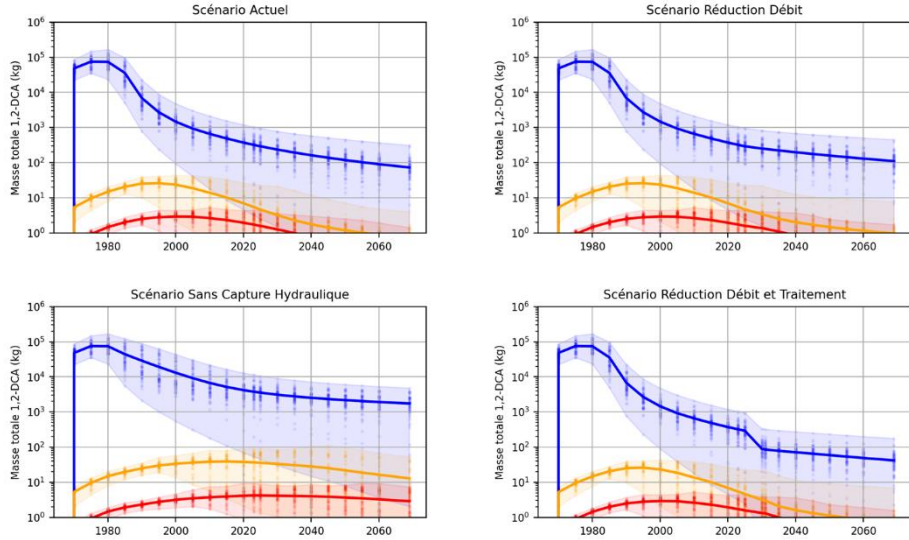 Scénario Actuel
Masse totale 1,2-DCA (kg)
10⁶
10⁵
10⁴
10³
10²
10¹
10⁰
1980 2000 2020 2040 2060
Scénario Réduction Débit
Masse totale 1,2-DCA (kg)
10⁶
10⁵
10⁴
10³
10²
10¹
10⁰
1980 2000 2020 2040 2060
Scénario Sans Capture Hydraulique
Masse totale 1,2-DCA (kg)
10⁶
10⁵
10⁴
10³
10²
10¹
10⁰
1980 2000 2020 2040 2060
Scénario Réduction Débit et Traitement
Masse totale 1,2-DCA (kg)
10⁶
10⁵
10⁴
10³
10²
10¹
10⁰
1980 2000 2020 2040 2060